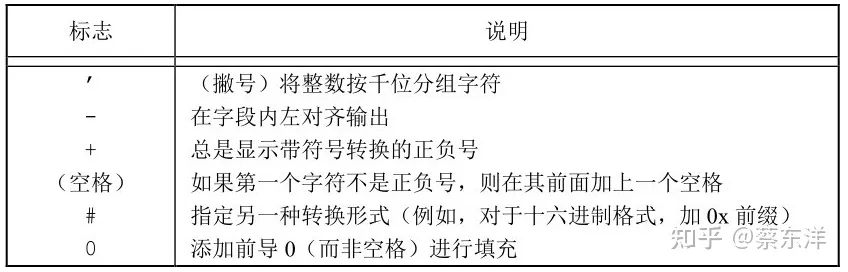 标志 说明
’ （撇号）将整数按千位分组字符
- 在字段内左对齐输出
+ 总是显示带符号转换的正负号
（空格） 如果第一个字符不是正负号，则在其前面加上一个空格
# 指定另一种转换形式（例如，对于十六进制格式，加 0x 前缀）
0 添加前导 0（而非空格）进行填充
知乎 @蔡东洋